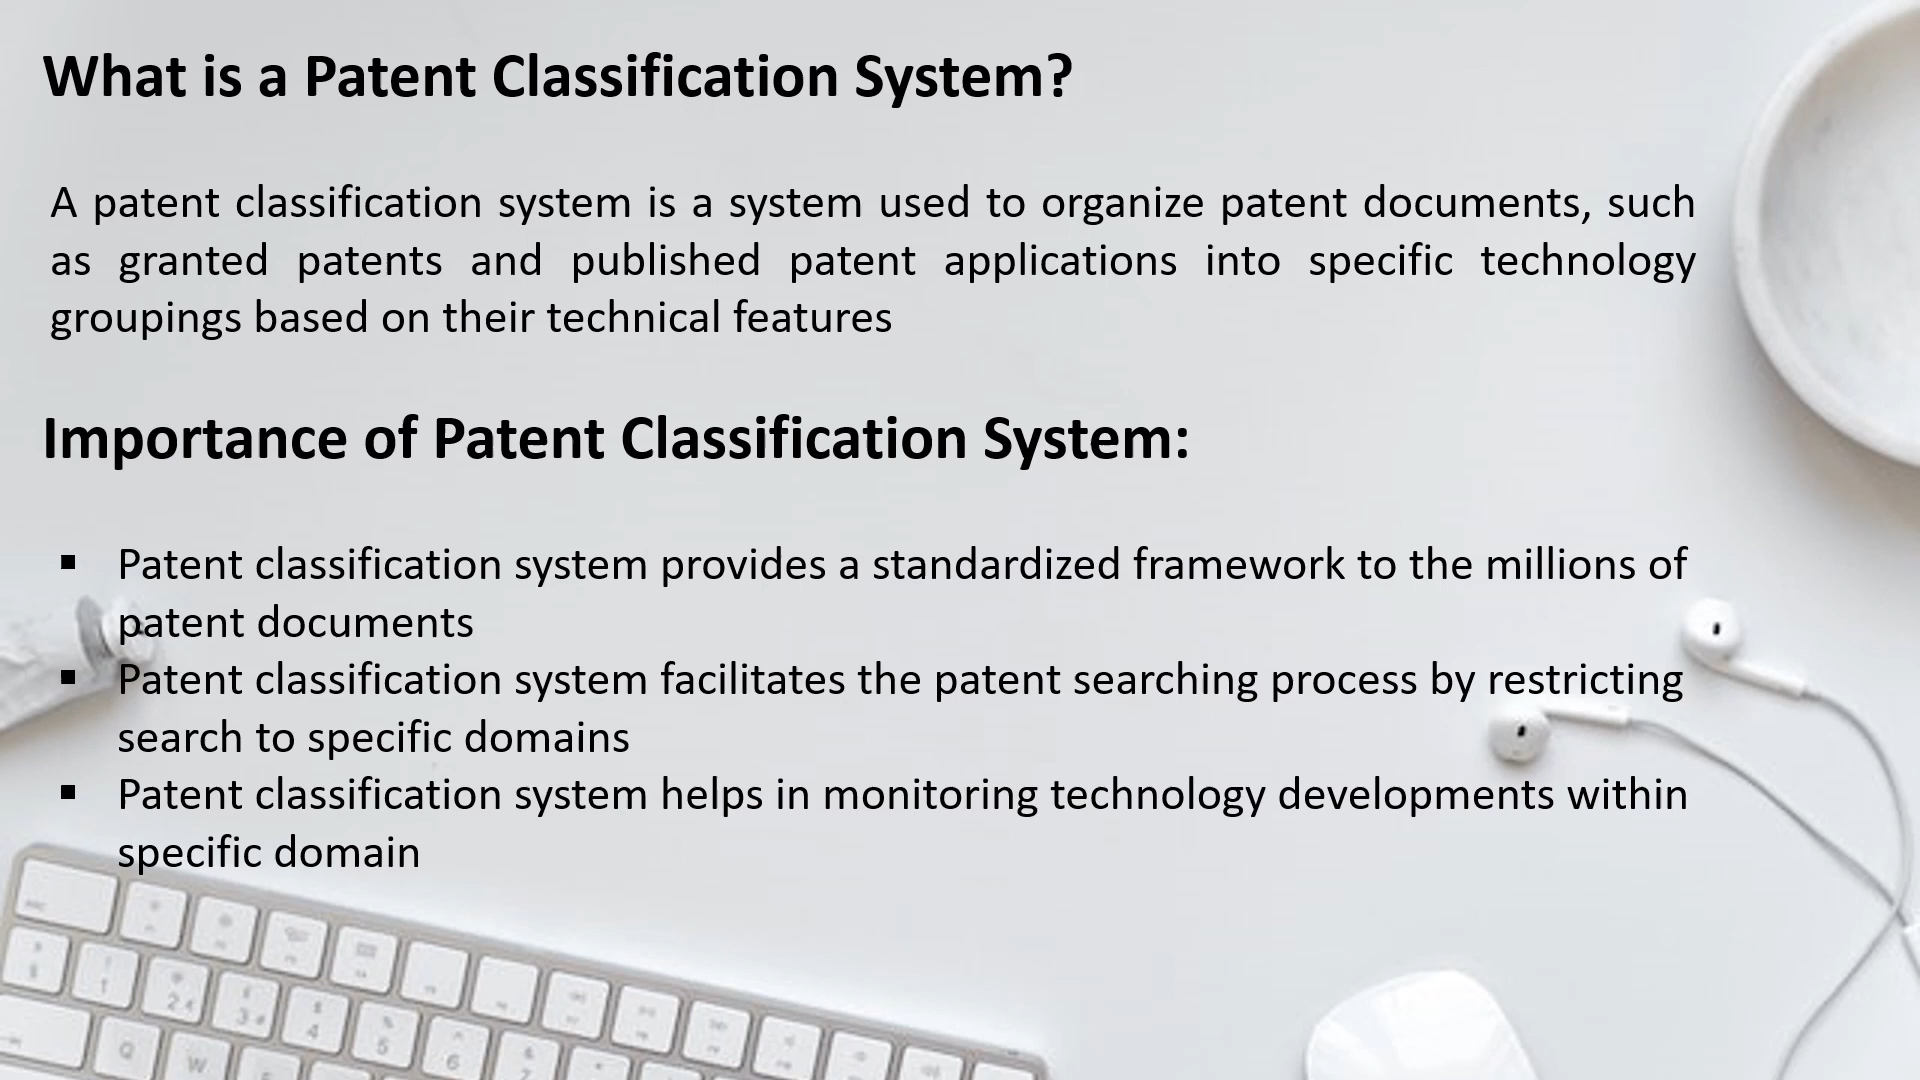 What is a Patent Classification System?
A patent classification system is a system used to organize patent documents, such
as granted patents and published patent applications into specific technology
groupings based on their technical features
Importance of Patent Classification System:
▪ Patent classification system provides a standardized framework to the millions of
patent documents
▪ Patent classification system facilitates the patent searching process by restricting
search to specific domains
▪ Patent classification system helps in monitoring technology developments within
specific domain